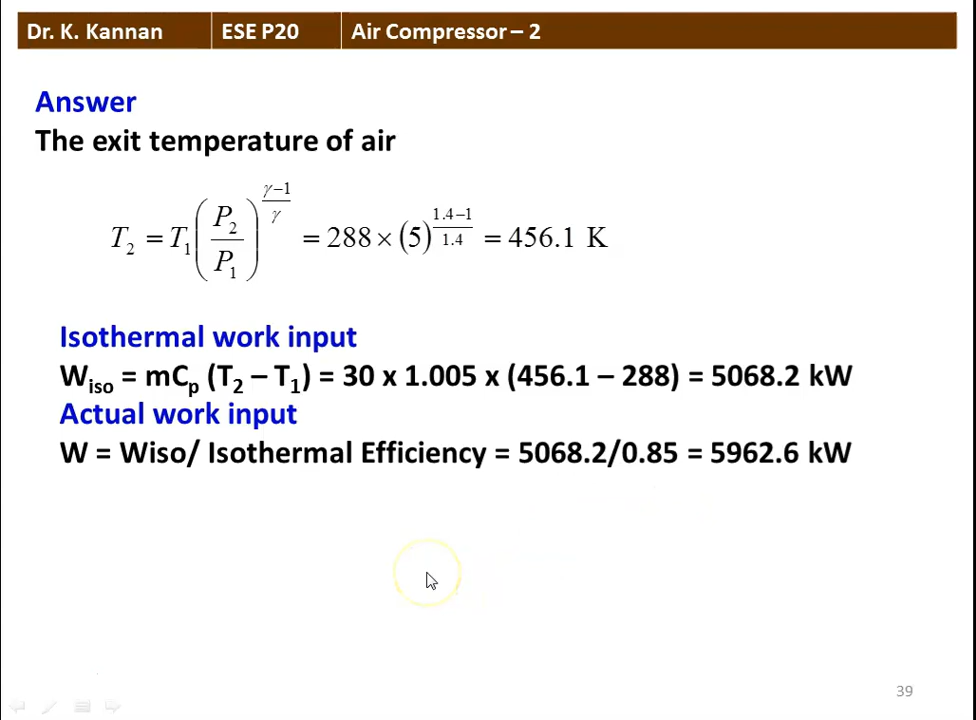 Dr. K. Kannan ESE P20 Air Compressor – 2
Answer
The exit temperature of air
T₂ = T₁(P₂/P₁)^((γ−1)/γ) = 288 × (5)^((1.4−1)/1.4) = 456.1 K
Isothermal work input
Wiso = mCp (T₂ – T₁) = 30 x 1.005 x (456.1 – 288) = 5068.2 kW
Actual work input
W = Wiso/ Isothermal Efficiency = 5068.2/0.85 = 5962.6 kW
39